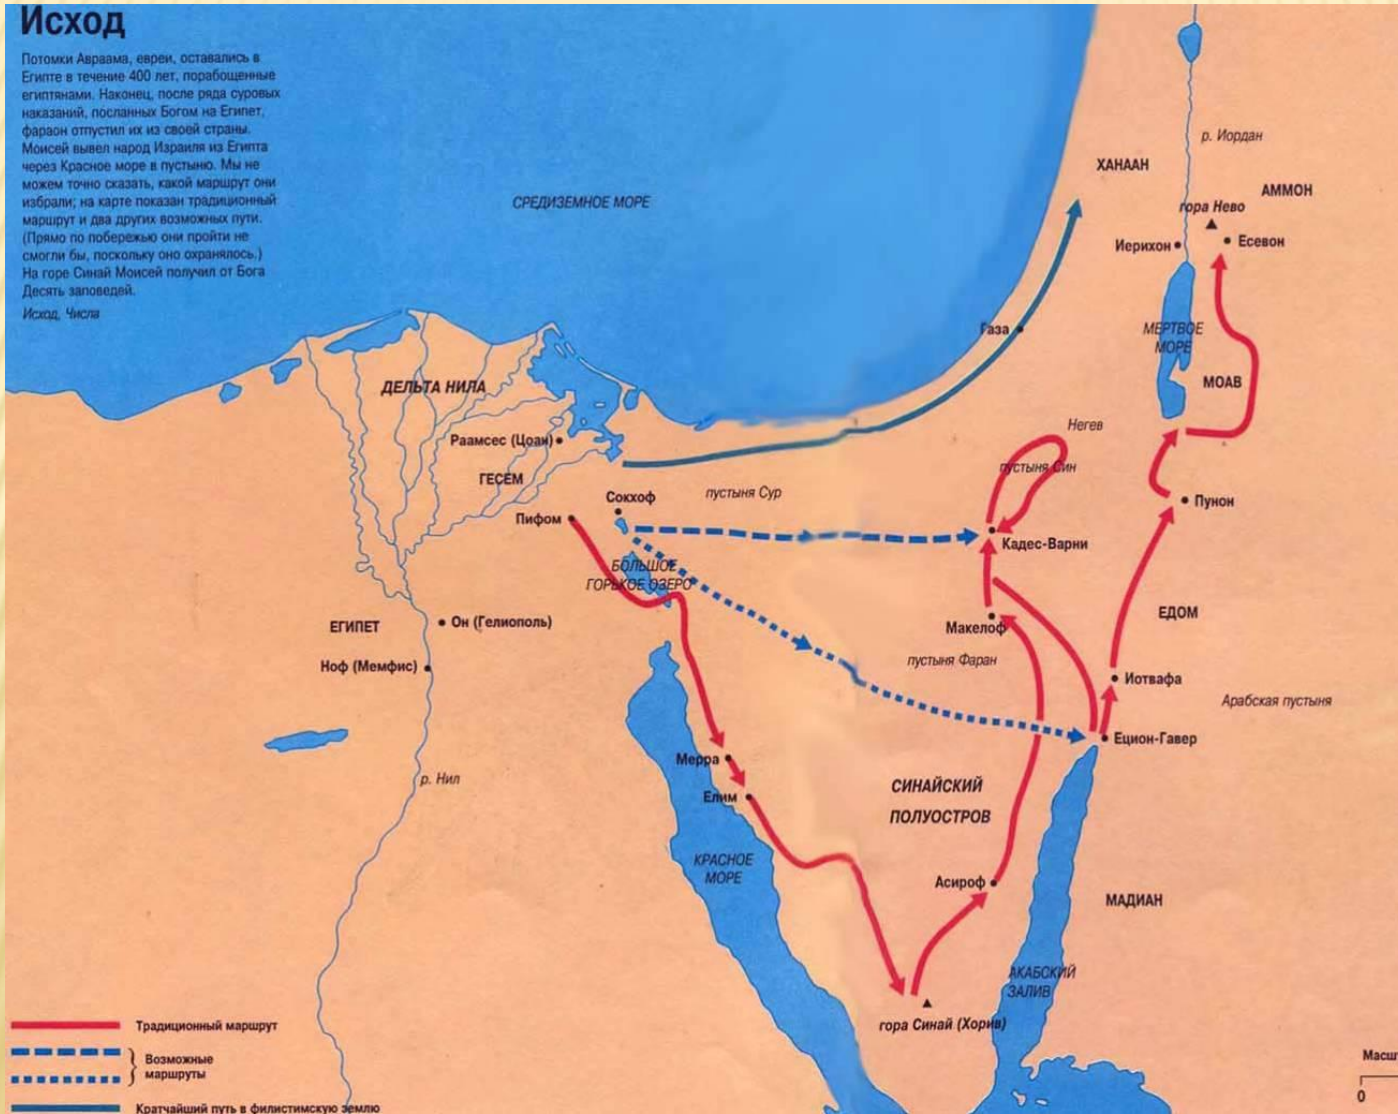 Исход
Потомки Авраама, евреи, оставались в
Египте в течение 400 лет, порабощенные
египтянами. Наконец, после ряда суровых
наказаний, посланных Богом на Египет,
фараон отпустил их из своей страны.
Моисей вывел народ Израиля из Египта
через Красное море в пустыню. Мы не
можем точно сказать, какой маршрут они
избрали; на карте показан традиционный
маршрут и два других возможных пути.
(Прямо по побережью они пройти не
смогли бы, поскольку оно охранялось.)
На горе Синай Моисей получил от Бога
Десять заповедей.
Исход, Числа
СРЕДИЗЕМНОЕ МОРЕ
р. Иордан
ХАНААН
АММОН
гора Нево
Иерихон
Есевон
Газа
МЕРТВОЕ
МОРЕ
МОАВ
ДЕЛЬТА НИЛА
Негев
Раамсес (Цоан)
пустыня Син
ГЕСЕМ
пустыня Сур
Сокхоф
Пунон
Пифом
Кадес-Варни
БОЛЬШОЕ
ГОРЬКОЕ ОЗЕРО
ЕДОМ
ЕГИПЕТ
Он (Гелиополь)
Макелоф
Ноф (Мемфис)
пустыня Фаран
Иотвафа
Арабская пустыня
Ецион-Гавер
Мерра
р. Нил
Елим
СИНАЙСКИЙ
ПОЛУОСТРОВ
КРАСНОЕ
МОРЕ
Асироф
МАДИАН
АКАБСКИЙ
ЗАЛИВ
гора Синай (Хорив)
Традиционный маршрут
Возможные
маршруты
Кратчайший путь в филистимскую землю
Масшт
0